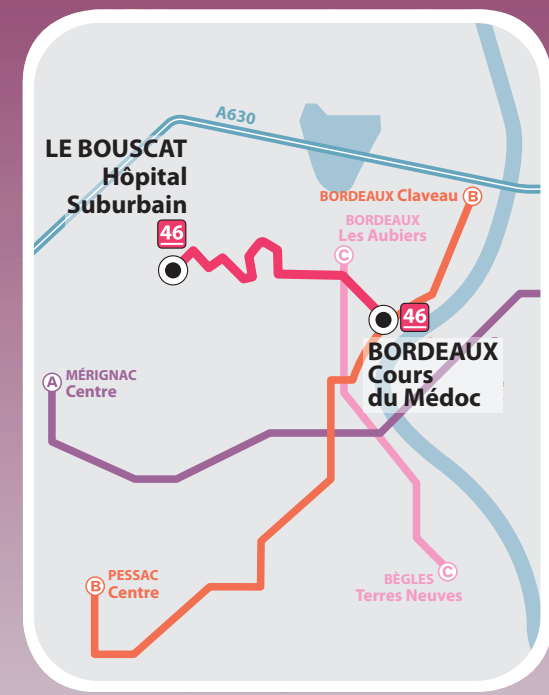 A630
LE BOUSCAT
Hôpital
Suburbain
46
BORDEAUX Claveau B
BORDEAUX
Les Aubiers
C
46
BORDEAUX
Cours
du Médoc
A MÉRIGNAC
Centre
B PESSAC
Centre
C
BÈGLES
Terres Neuves